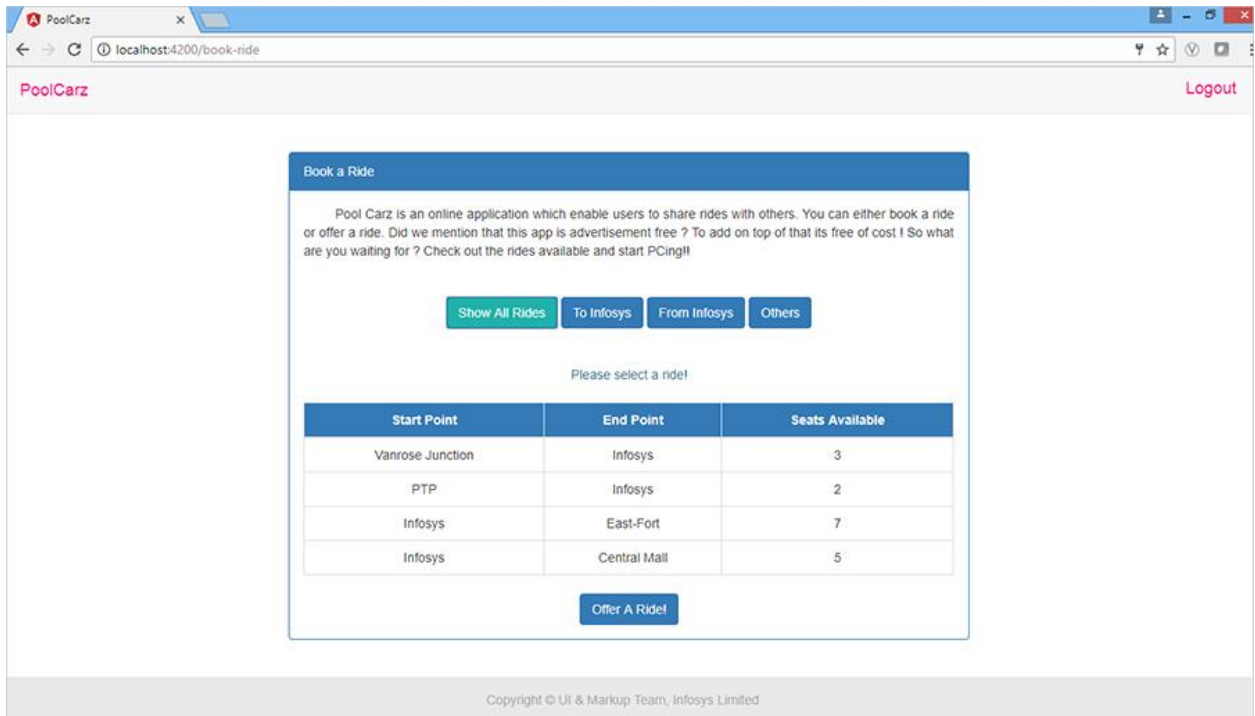 PoolCarz
localhost:4200/book-ride
PoolCarz Logout
Book a Ride
Pool Carz is an online application which enable users to share rides with others. You can either book a ride
or offer a ride. Did we mention that this app is advertisement free ? To add on top of that its free of cost ! So what
are you waiting for ? Check out the rides available and start PCing!!
Show All Rides To Infosys From Infosys Others
Please select a ride!
Start Point End Point Seats Available
Vanrose Junction Infosys 3
PTP Infosys 2
Infosys East-Fort 7
Infosys Central Mall 5
Offer A Ride!
Copyright © UI & Markup Team, Infosys Limited